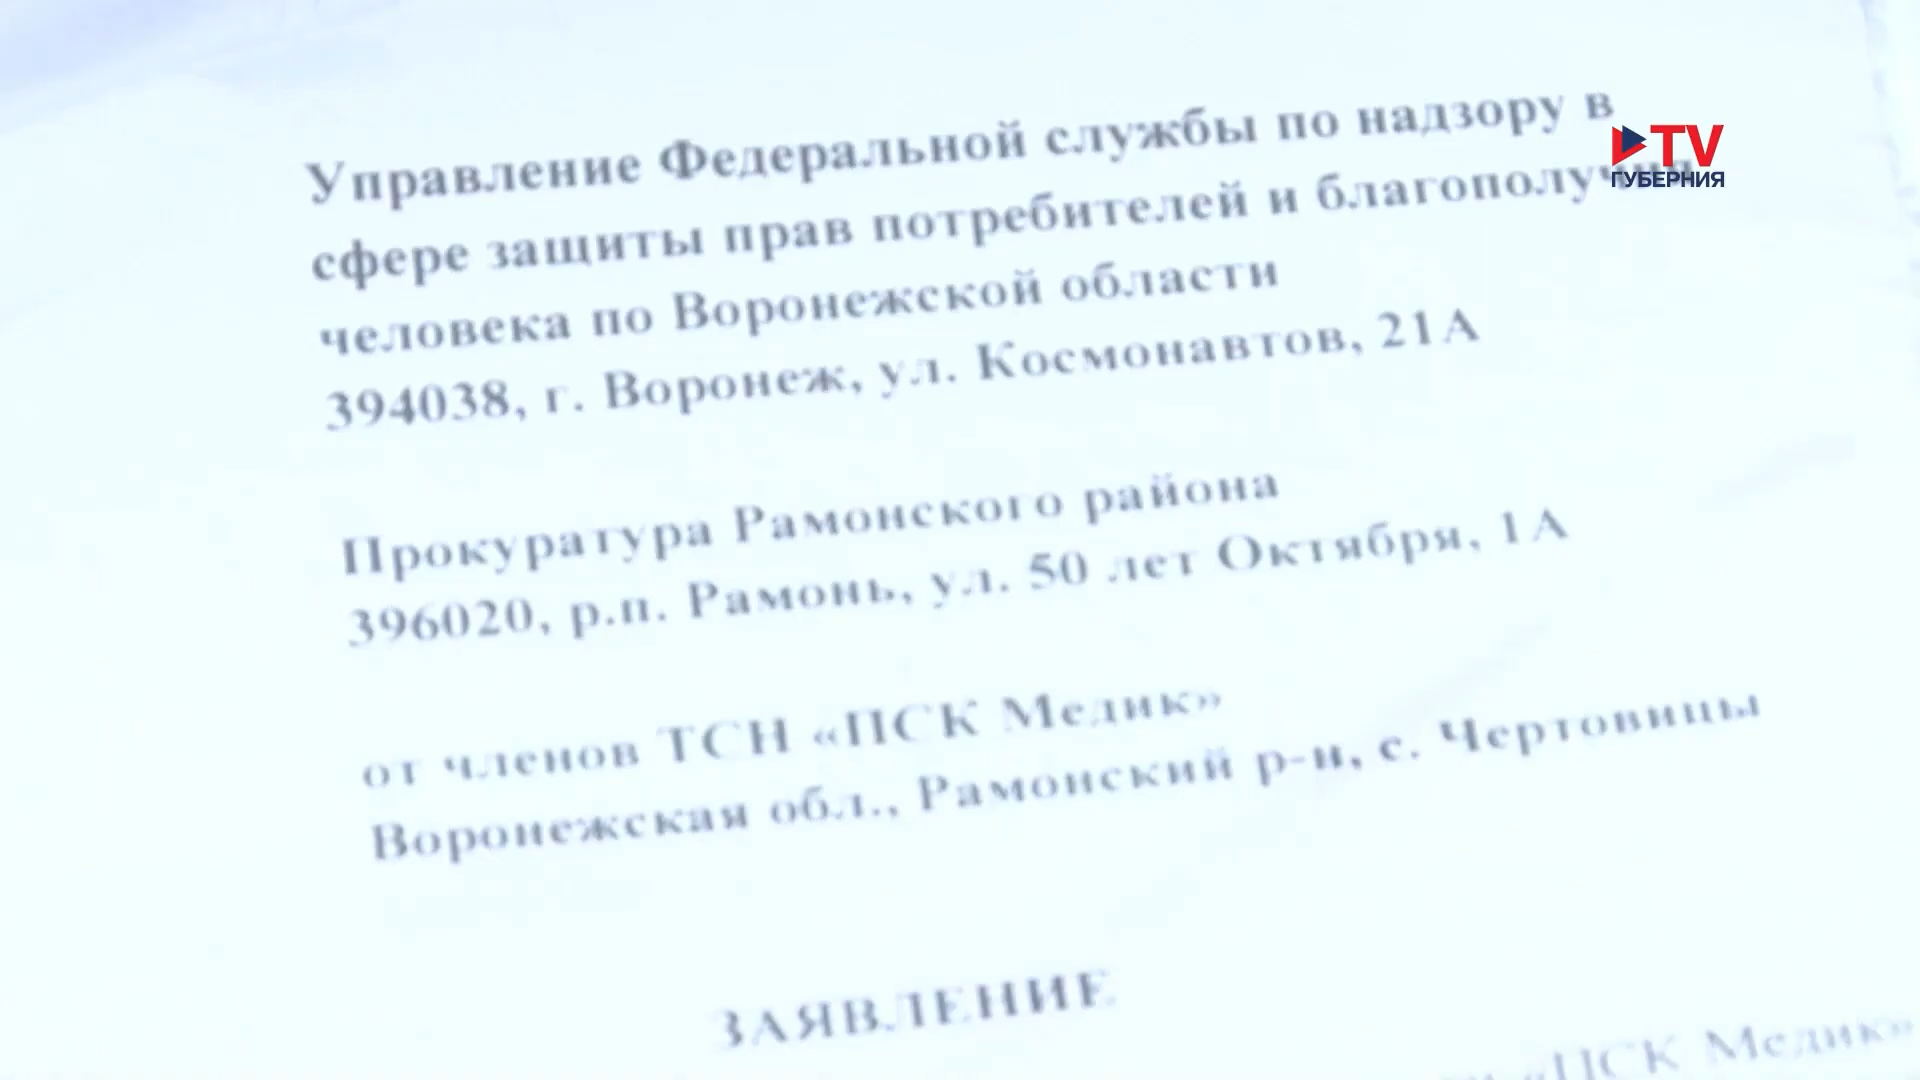 Управление Федеральной службы по надзору в
сфере защиты прав потребителей и благополучия
человека по Воронежской области
394038, г. Воронеж, ул. Космонавтов, 21А
Прокуратура Рамонского района
396020, р.п. Рамонь, ул. 50 лет Октября, 1А
от членов ТСН «ПСК Медик»
Воронежская обл., Рамонский р-н, с. Чертовицы
ЗАЯВЛЕНИЕ
«ПСК Медик»
TV
ГУБЕРНИЯ